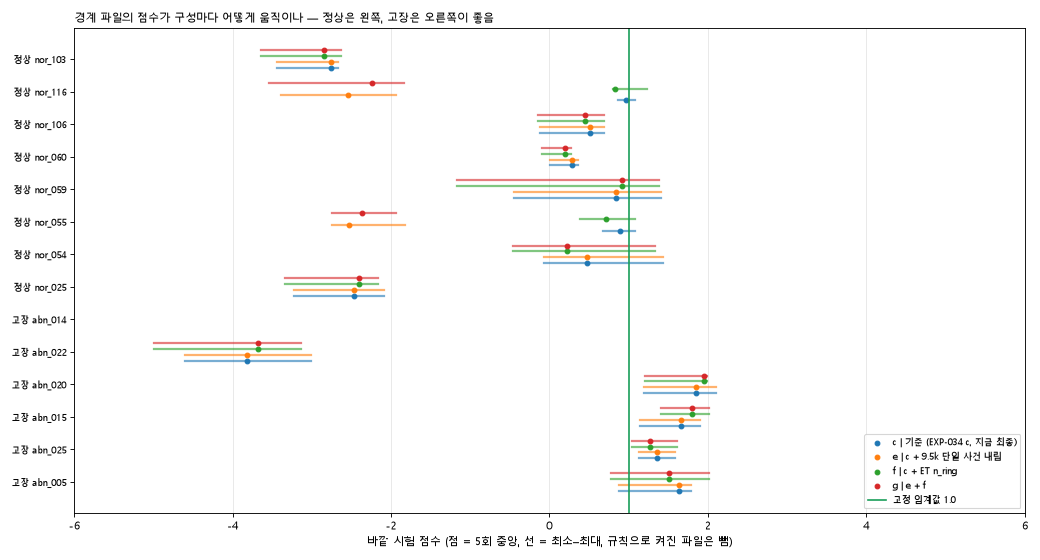 경계 파일의 점수가 구성마다 어떻게 움직이나 — 정상은 왼쪽, 고장은 오른쪽이 좋음
정상 nor_103
정상 nor_116
정상 nor_106
정상 nor_060
정상 nor_059
정상 nor_055
정상 nor_054
정상 nor_025
고장 abn_014
고장 abn_022
고장 abn_020
고장 abn_015
고장 abn_025
고장 abn_005
c | 기준 (EXP-034 c, 지금 최종)
e | c + 9.5k 단일 사건 내림
f | c + ET n_ring
g | e + f
고정 임계값 1.0
-6 -4 -2 0 2 4 6
바깥 시험 점수 (점 = 5회 중앙, 선 = 최소–최대, 규칙으로 켜진 파일은 뺌)